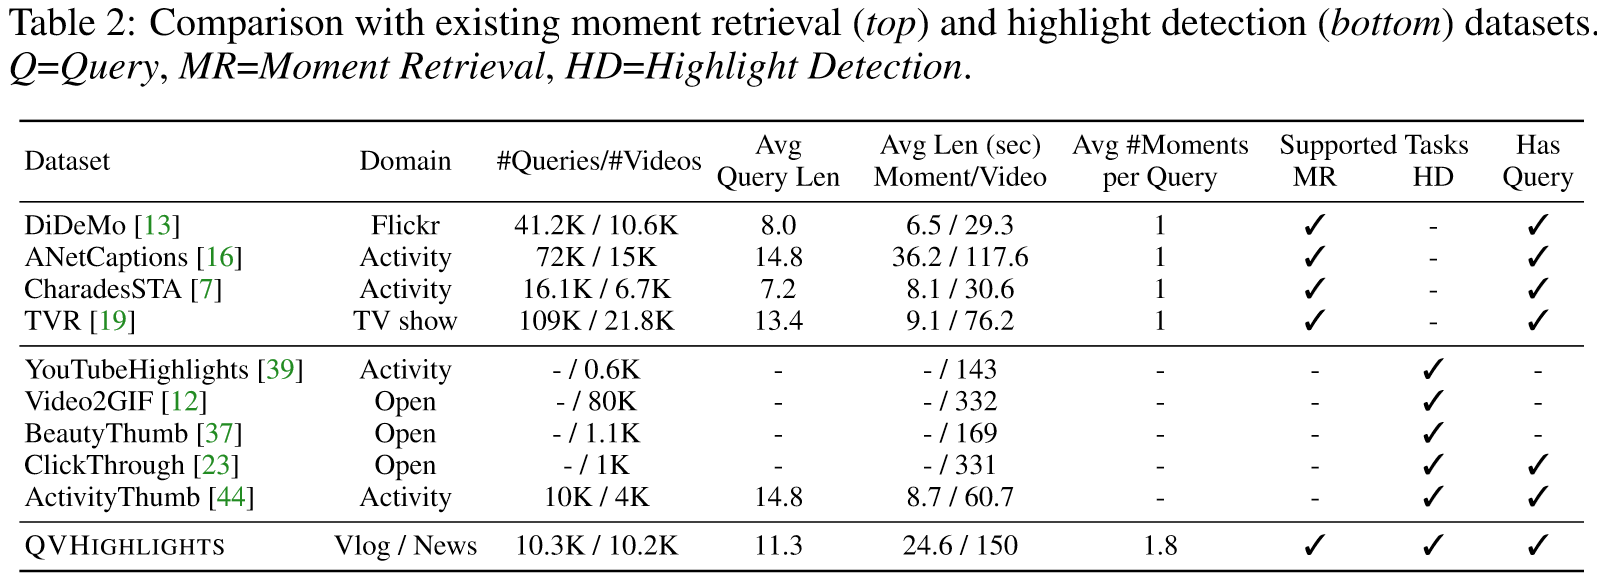 Table 2: Comparison with existing moment retrieval (top) and highlight detection (bottom) datasets.
Q=Query, MR=Moment Retrieval, HD=Highlight Detection.
Dataset Domain #Queries/#Videos Avg Query Len Avg Len (sec) Moment/Video Avg #Moments per Query Supported Tasks MR HD Has Query
DiDeMo [13] Flickr 41.2K / 10.6K 8.0 6.5 / 29.3 1 ✓ - ✓
ANetCaptions [16] Activity 72K / 15K 14.8 36.2 / 117.6 1 ✓ - ✓
CharadesSTA [7] Activity 16.1K / 6.7K 7.2 8.1 / 30.6 1 ✓ - ✓
TVR [19] TV show 109K / 21.8K 13.4 9.1 / 76.2 1 ✓ - ✓
YouTubeHighlights [39] Activity - / 0.6K - - / 143 - - ✓ -
Video2GIF [12] Open - / 80K - - / 332 - - ✓ -
BeautyThumb [37] Open - / 1.1K - - / 169 - - ✓ -
ClickThrough [23] Open - / 1K - - / 331 - - ✓ ✓
ActivityThumb [44] Activity 10K / 4K 14.8 8.7 / 60.7 - - ✓ ✓
QVHIGHLIGHTS Vlog / News 10.3K / 10.2K 11.3 24.6 / 150 1.8 ✓ ✓ ✓